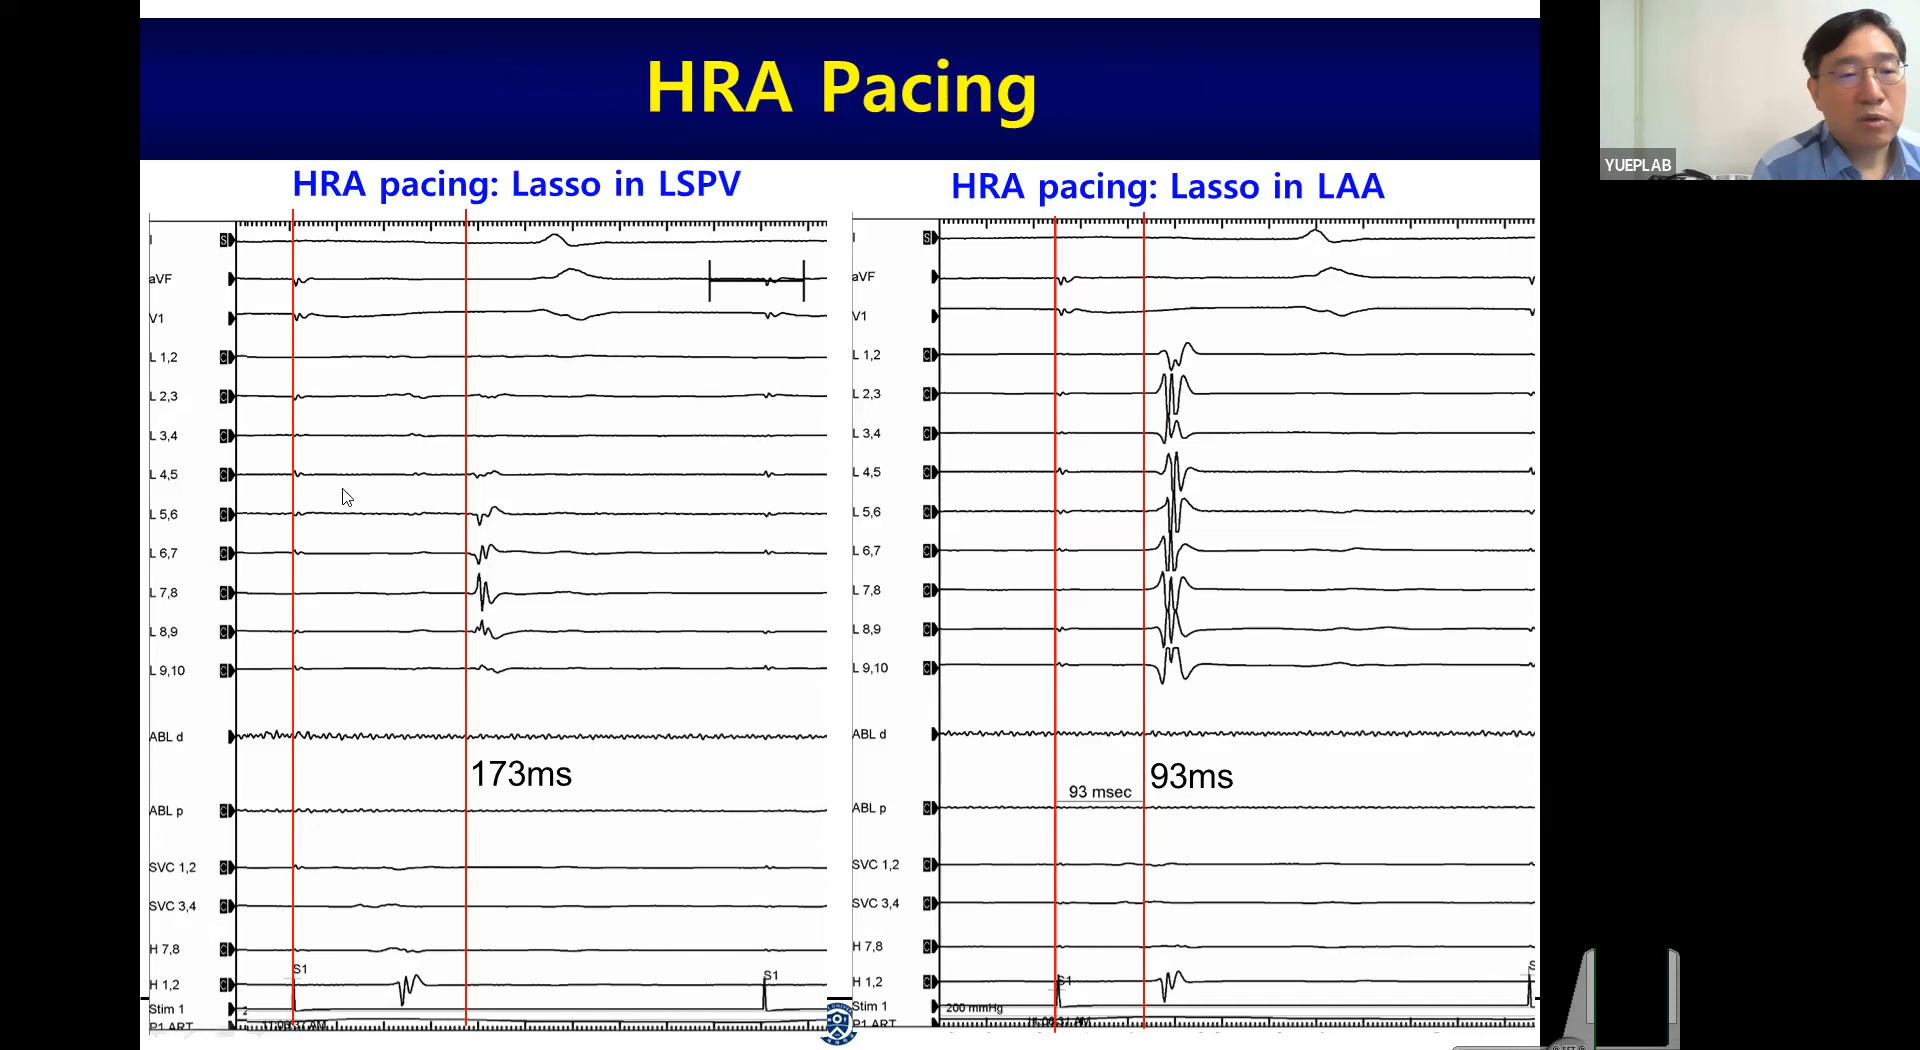 HRA Pacing
YUEPLAB
HRA pacing: Lasso in LSPV
I
aVF
V1
L 1,2
L 2,3
L 3,4
L 4,5
L 5,6
L 6,7
L 7,8
L 8,9
L 9,10
ABL d
173ms
ABL p
SVC 1,2
SVC 3,4
H 7,8
S1
S1
H 1,2
Stim 1
P1 ART
HRA pacing: Lasso in LAA
I
aVF
V1
L 1,2
L 2,3
L 3,4
L 4,5
L 5,6
L 6,7
L 7,8
L 8,9
L 9,10
ABL d
93ms
93 msec
ABL p
SVC 1,2
SVC 3,4
H 7,8
S1
H 1,2
Stim 1
200 mmHg
P1 ART